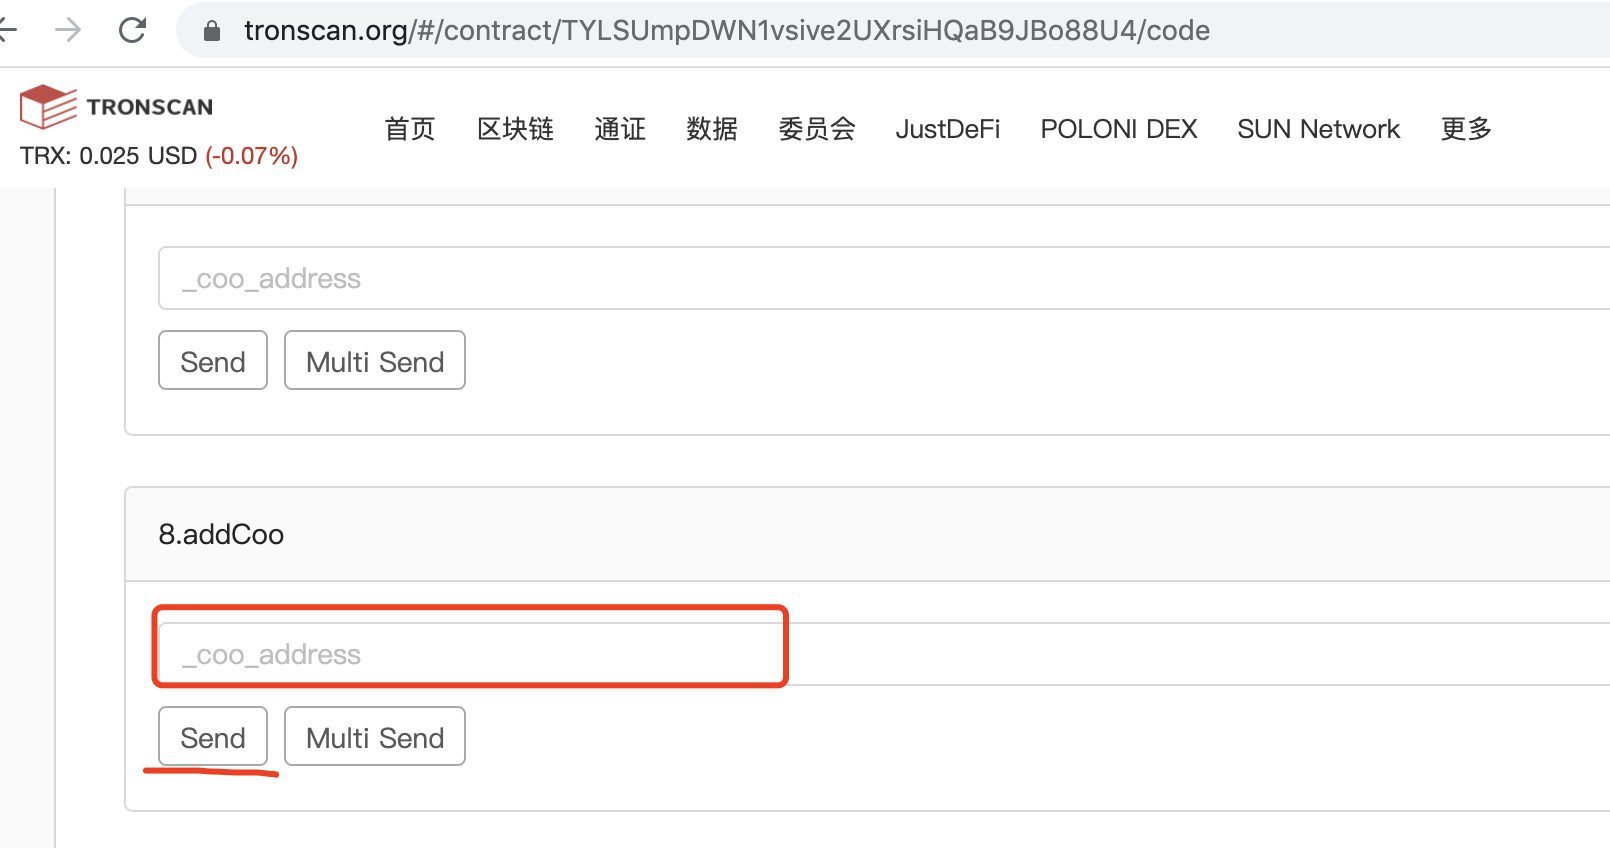 tronscan.org/#/contract/TYLSUmpDWN1vsive2UXrsiHQaB9JBo88U4/code
TRONSCAN
TRX: 0.025 USD (-0.07%)
首页 区块链 通证 数据 委员会 JustDeFi POLONI DEX SUN Network 更多
_coo_address
Send Multi Send
8.addCoo
_coo_address
Send Multi Send